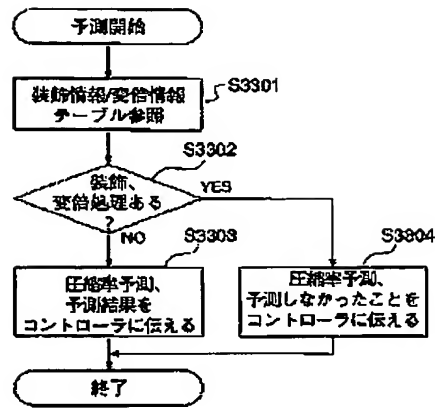 予測開始
装飾情報/変倍情報
テーブル参照
S3301
S3302
装飾、
変倍処理ある
?
YES
NO
S3303
圧縮率予測、
予測結果を
コントローラに伝える
S3304
圧縮率予測、
予測しなかったことを
コントローラに伝える
終了